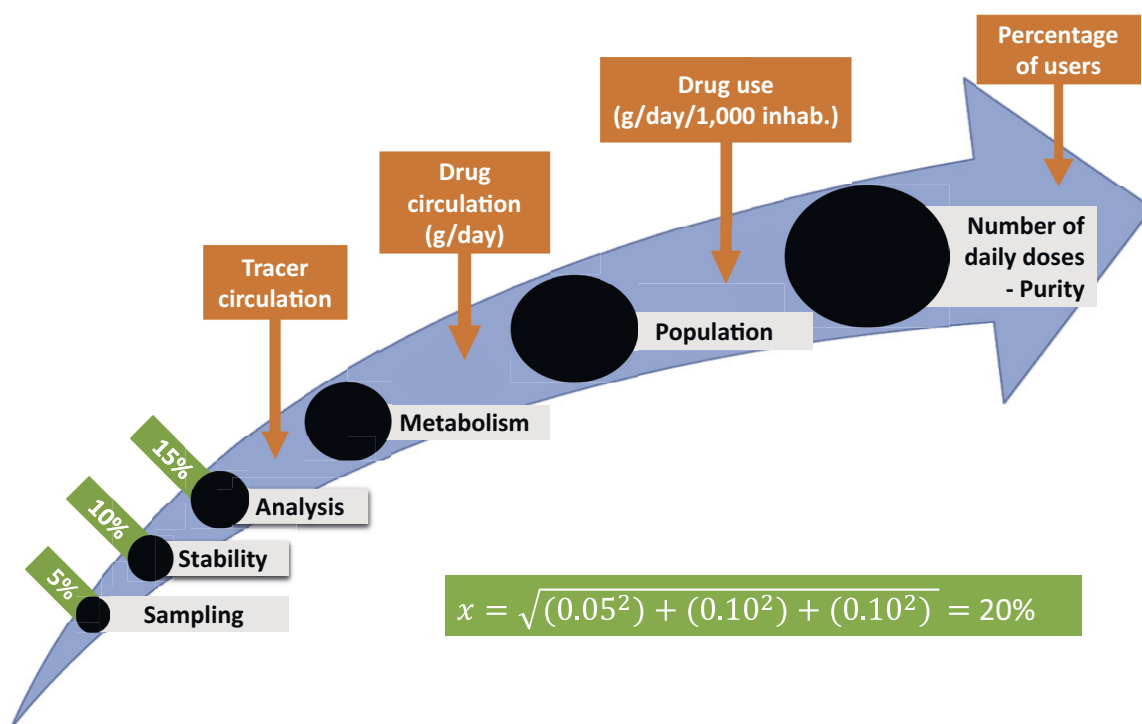 Percentage
of users
Drug use
(g/day/1,000 inhab.)
Drug
circulation
(g/day)
Tracer
circulation
Number of
daily doses
- Purity
Population
Metabolism
15%
Analysis
10%
Stability
5%
Sampling
x = √(0.05²) + (0.10²) + (0.10²) = 20%